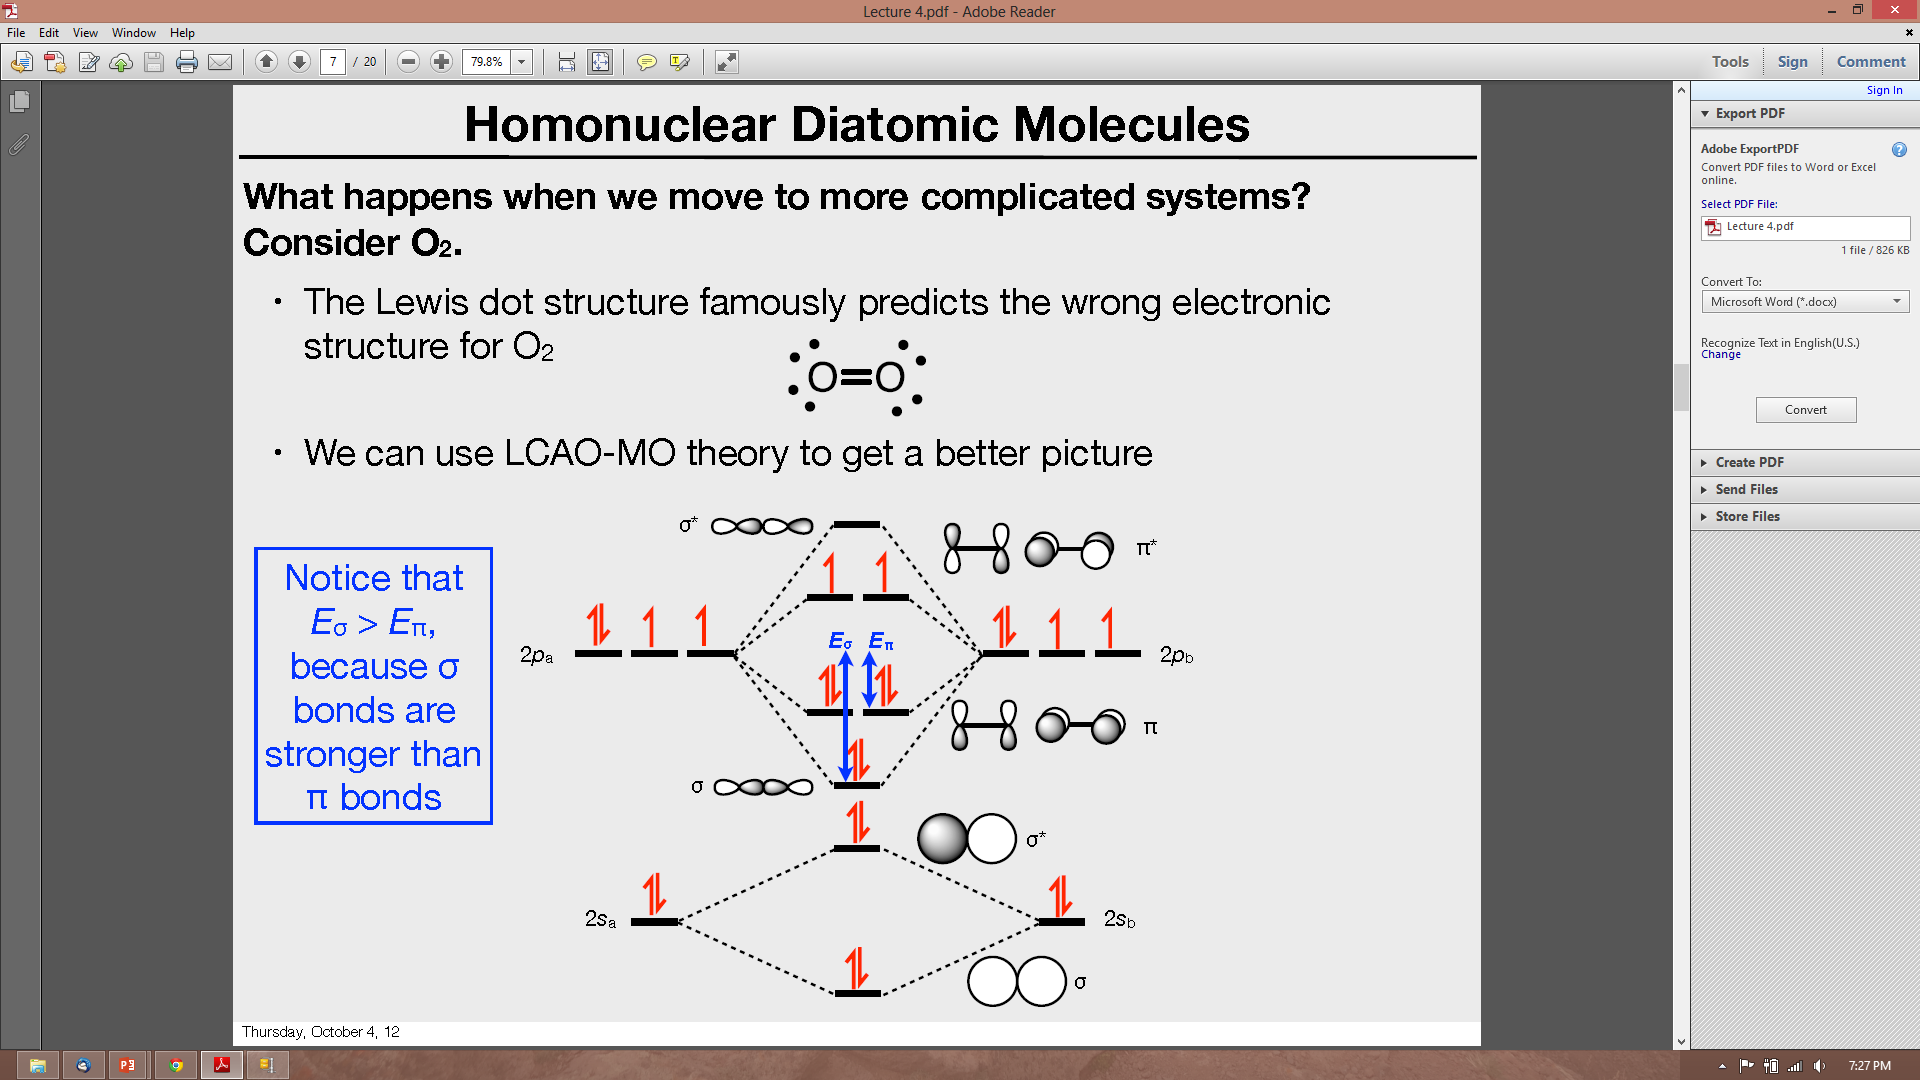 Lecture 4.pdf - Adobe Reader
File Edit View Window Help
7 / 20 79.8% Tools Sign Comment
Sign In
Homonuclear Diatomic Molecules
What happens when we move to more complicated systems?
Consider O₂.
• The Lewis dot structure famously predicts the wrong electronic
structure for O₂
O=O
• We can use LCAO-MO theory to get a better picture
σ*
π*
Notice that
Eσ > Eπ,
because σ
bonds are
stronger than
π bonds
Eσ Eπ
2pa 2pb
π
σ
σ*
2sa 2sb
σ
Thursday, October 4, 12
Export PDF
Adobe ExportPDF
Convert PDF files to Word or Excel
online.
Select PDF File:
Lecture 4.pdf
1 file / 826 KB
Convert To:
Microsoft Word (*.docx)
Recognize Text in English(U.S.)
Change
Convert
Create PDF
Send Files
Store Files
7:27 PM